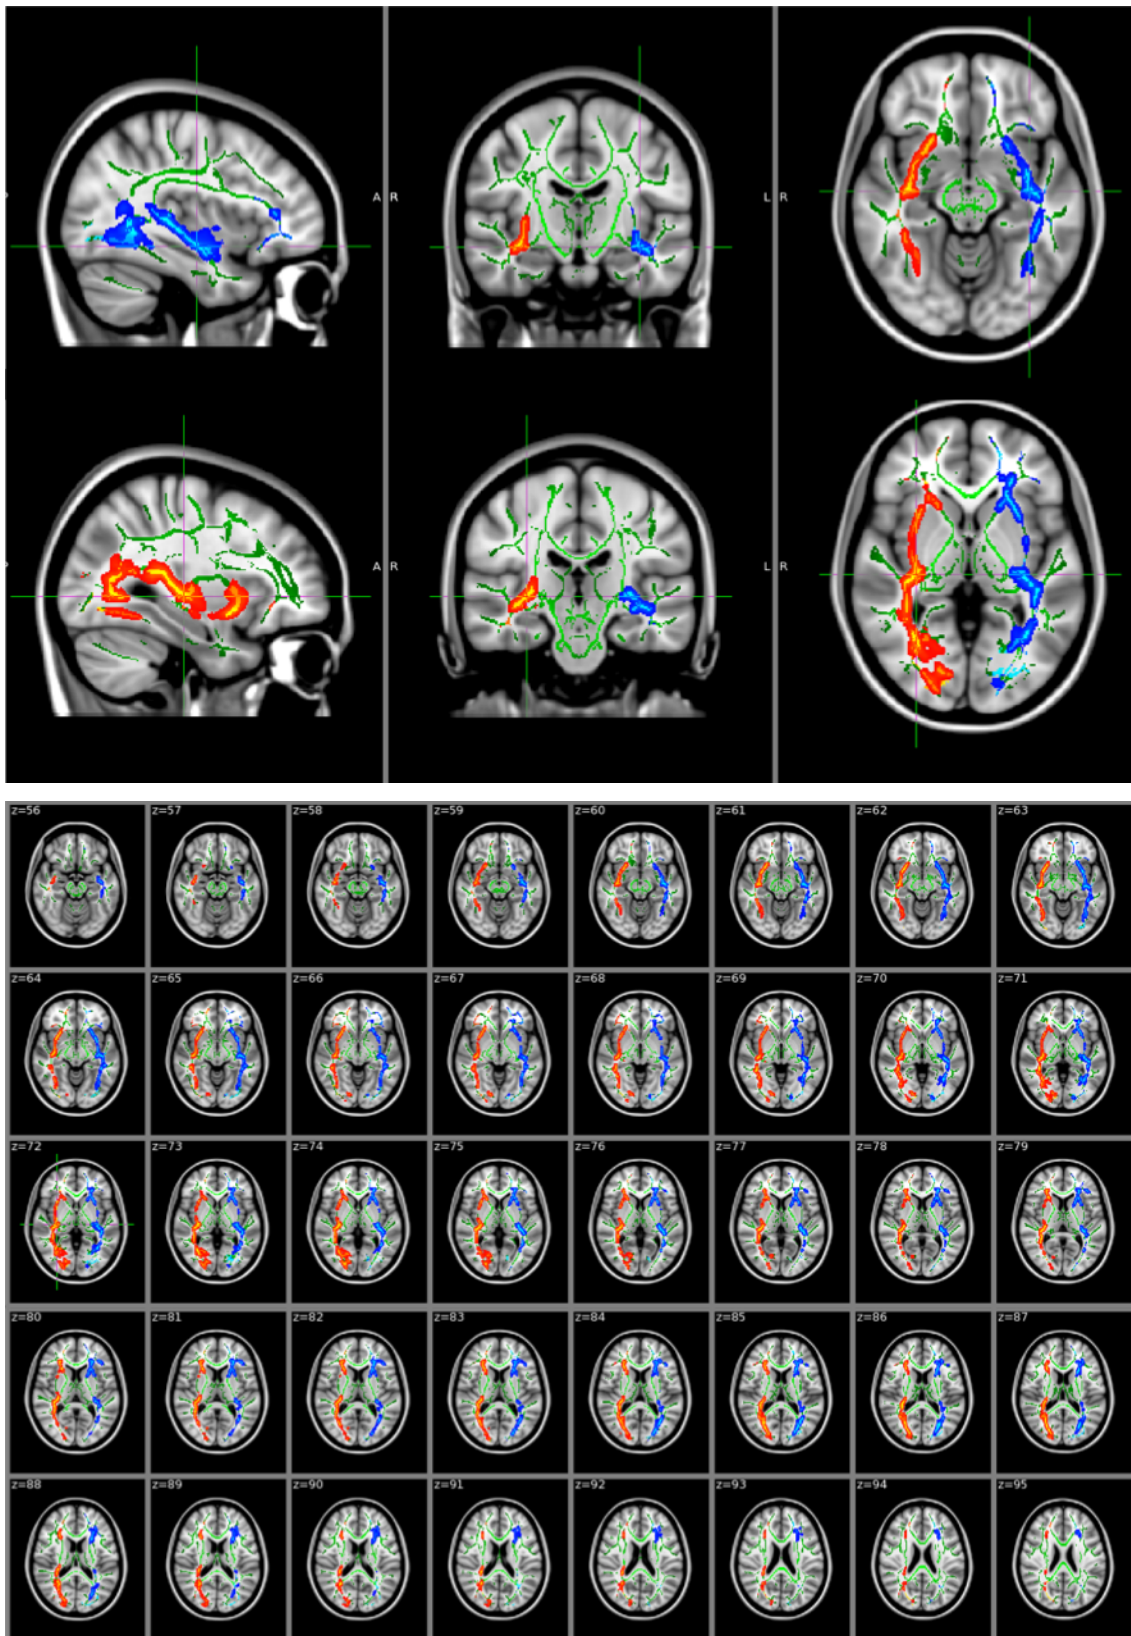 A R L R
A R L R
z=56 z=57 z=58 z=59 z=60 z=61 z=62 z=63
z=64 z=65 z=66 z=67 z=68 z=69 z=70 z=71
z=72 z=73 z=74 z=75 z=76 z=77 z=78 z=79
z=80 z=81 z=82 z=83 z=84 z=85 z=86 z=87
z=88 z=89 z=90 z=91 z=92 z=93 z=94 z=95